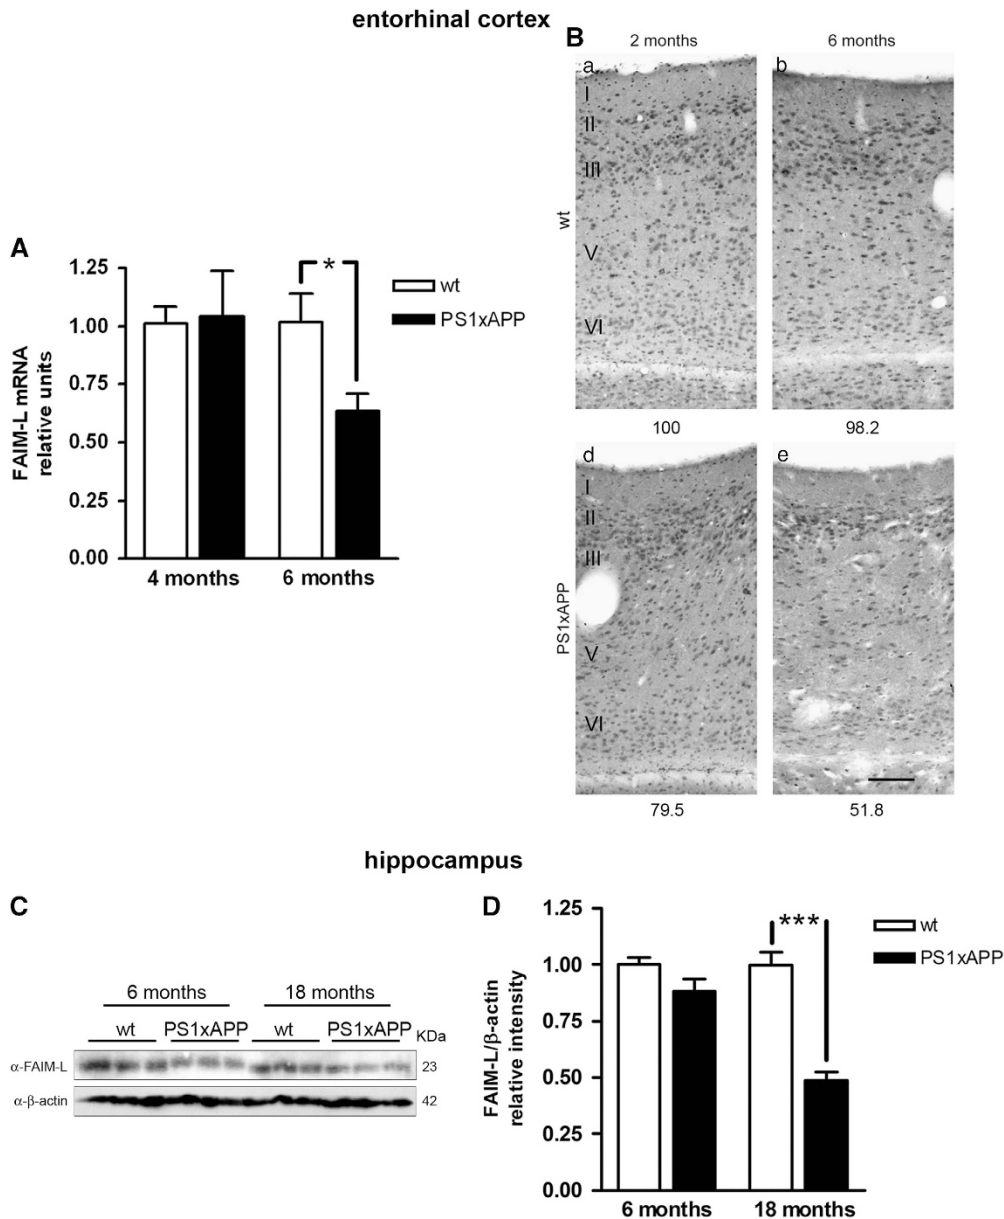 entorhinal cortex
A
FAIM-L mRNA
relative units
1.25
1.00
0.75
0.50
0.25
0.00
*
wt
PS1xAPP
4 months
6 months
B
2 months
6 months
wt
a
b
I
II
III
V
VI
100
98.2
PS1xAPP
d
e
I
II
III
V
VI
79.5
51.8
hippocampus
C
6 months
18 months
wt
PS1xAPP
wt
PS1xAPP
KDa
α-FAIM-L
23
α-β-actin
42
D
FAIM-L/β-actin
relative intensity
1.25
1.00
0.75
0.50
0.25
0.00
***
wt
PS1xAPP
6 months
18 months